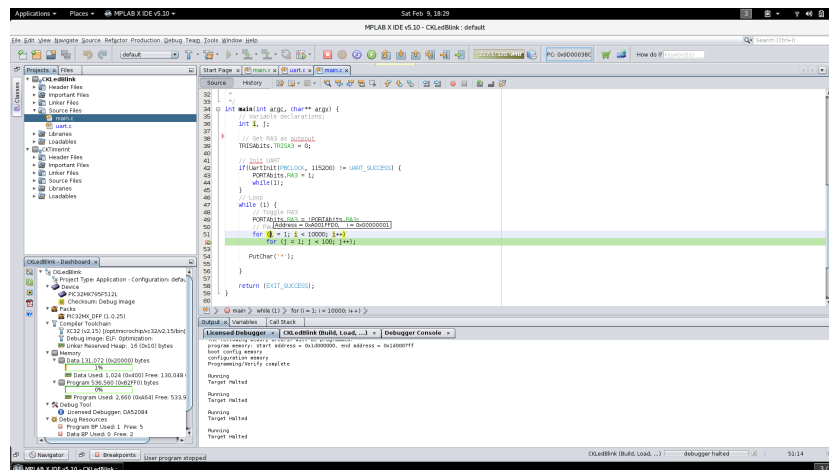 Applications Places MPLAB X IDE v5.10 Sat Feb 9, 18:29 3
MPLAB X IDE v5.10 - CKLedBlink : default
File Edit View Navigate Source Refactor Production Debug Team Tools Window Help Search (Ctrl+I)
default PC: 0x9D00038C How do I? Keyword(s)
Projects x Files
CKLedBlink
Header Files
Important Files
Linker Files
Source Files
main.c
uart.c
Libraries
Loadables
CKTimerInt
Header Files
Important Files
Linker Files
Source Files
Libraries
Loadables
Classes
Start Page x main.c x uart.c x main.c x
Source History
32 *
33 */
34 int main(int argc, char** argv) {
35 // Variable declarations;
36 int i, j;
37
38 // Set RA3 as output
39 TRISAbits.TRISA3 = 0;
40
41 // Init UART
42 if(UartInit(PBCLOCK, 115200) != UART_SUCCESS) {
43 PORTAbits.RA3 = 1;
44 while(1);
45 }
46 // Loop
47 while (1) {
48 // Toggle RA3
49 PORTAbits.RA3 = !PORTAbits.RA3;
50 Address = 0xA001FFD0, i = 0x00000001
51 for (i = 1; i < 10000; i++)
for (j = 1; j < 100; j++);
53
54 PutChar('*');
55
56 }
57
58 return (EXIT_SUCCESS);
59 }
60
main while (1) for (i = 1; i < 10000; i++)
CKLedBlink - Dashboard x
CKLedBlink
Project Type: Application - Configuration: defau
Device
PIC32MX795F512L
Checksum: Debug Image
Packs
PIC32MX_DFP (1.0.25)
Compiler Toolchain
XC32 (v2.15) [/opt/microchip/xc32/v2.15/bin]
Debug Image: ELF: Optimization:
Linker Reserved Heap: 16 (0x10) bytes
Memory
Data 131,072 (0x20000) bytes
1%
Data Used: 1,024 (0x400) Free: 130,048
Program 536,560 (0x82FF0) bytes
0%
Program Used: 2,660 (0xA64) Free: 533,9
Debug Tool
Licensed Debugger: DA52084
Debug Resources
Program BP Used: 1 Free: 5
Data BP Used: 0 Free: 2
Output x Variables Call Stack
Licensed Debugger x CKLedBlink (Build, Load, ...) x Debugger Console x
program memory: start address = 0x1d000000, end address = 0x1d0007ff
boot config memory
configuration memory
Programming/Verify complete
Running
Target Halted
Running
Target Halted
Running
Target Halted
Running
Target Halted
Navigator Breakpoints User program stopped CKLedBlink (Build, Load, ...) debugger halted 51:14
MPLAB X IDE v5.10 - CKLedBlink :